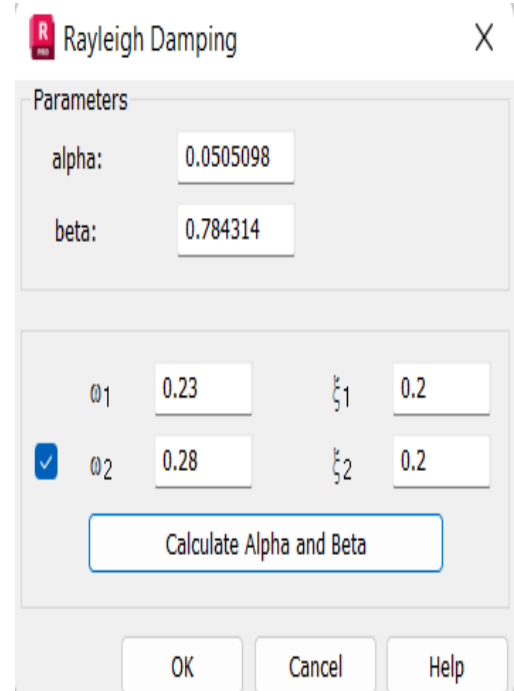 R PRO Rayleigh Damping X
Parameters
alpha: 0.0505098
beta: 0.784314
ω1 0.23 ξ1 0.2
ω2 0.28 ξ2 0.2
Calculate Alpha and Beta
OK Cancel Help